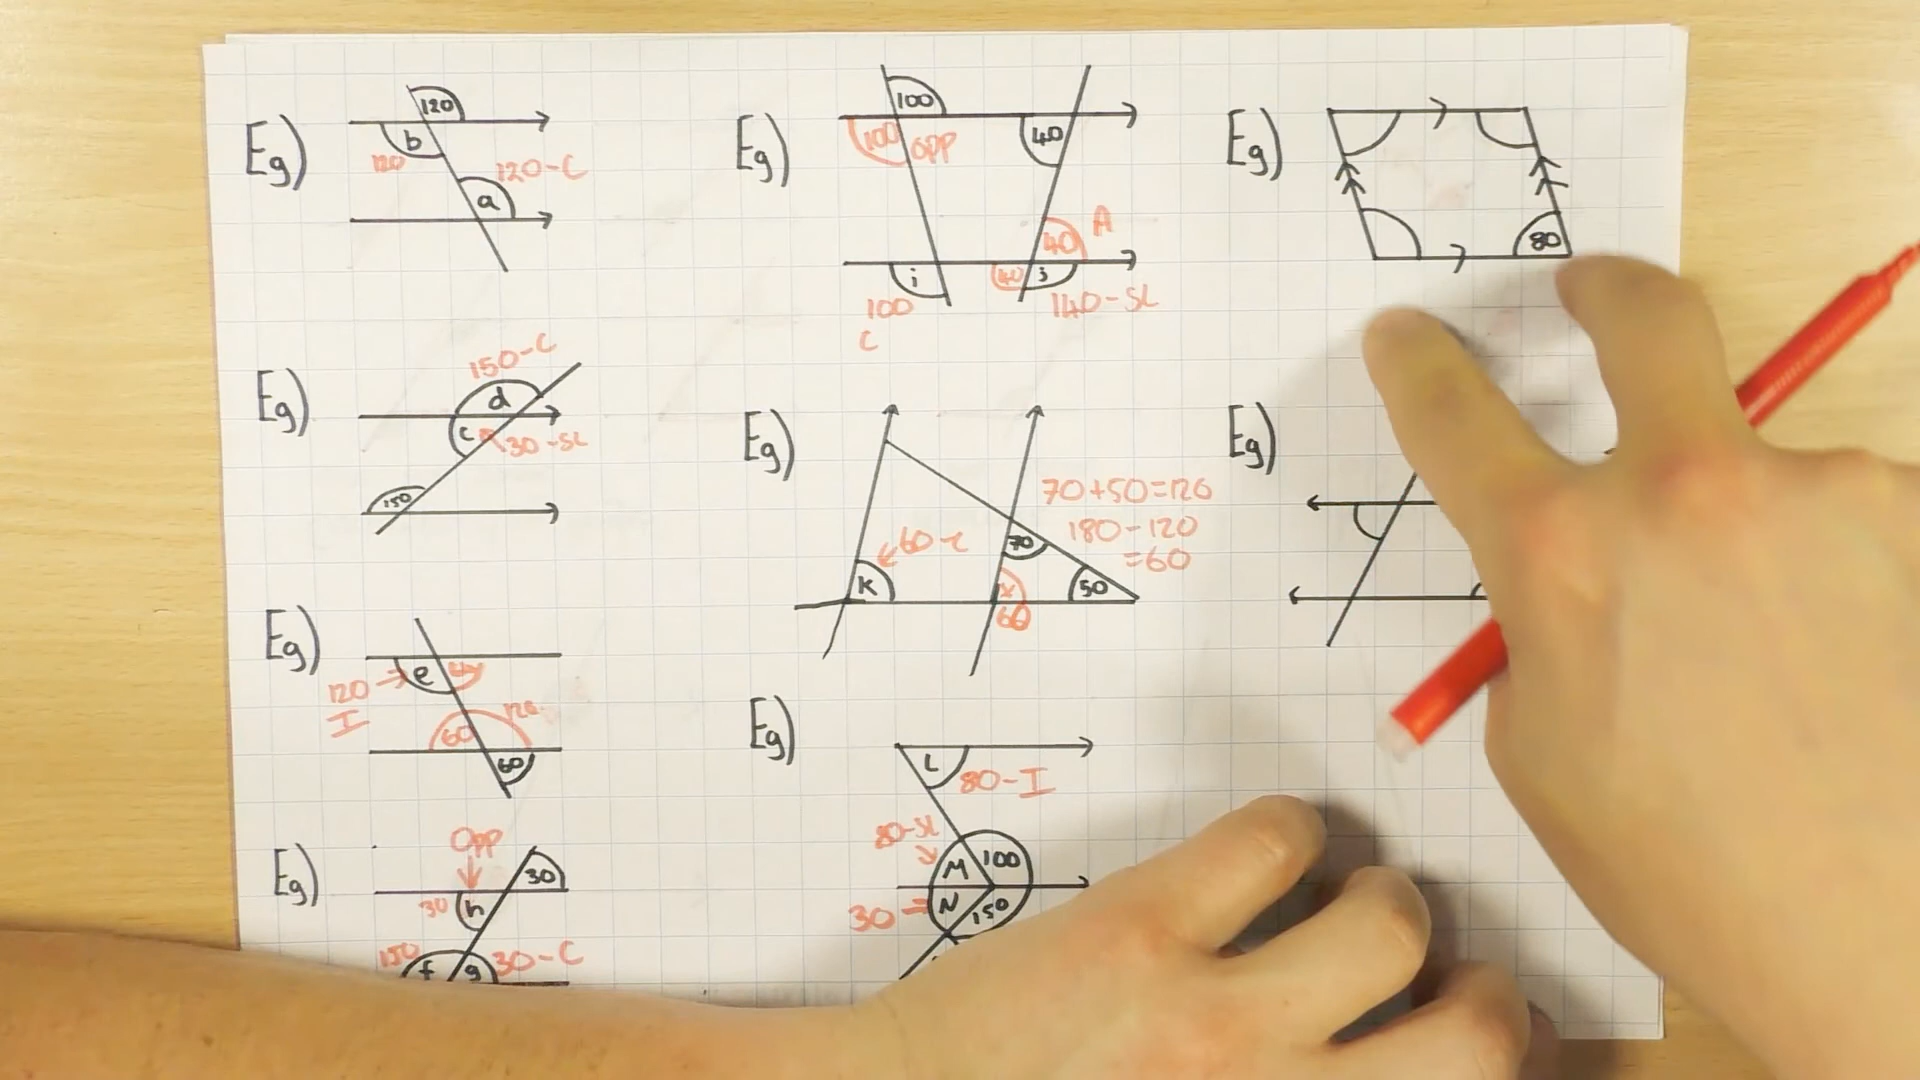 Eg)
120
b
120
120-C
a
Eg)
150-C
d
c
30-SL
150
Eg)
120
I
e
60
120
60
Eg)
Opp
30
30
h
150
f
g
30-C
Eg)
100
100
opp
40
A
40
i
40
j
100
C
140-SL
Eg)
70+50=120
180-120
=60
60-C
70
K
x
50
60
Eg)
L
80-I
80-SL
M
100
30
N
150
Eg)
80
Eg)